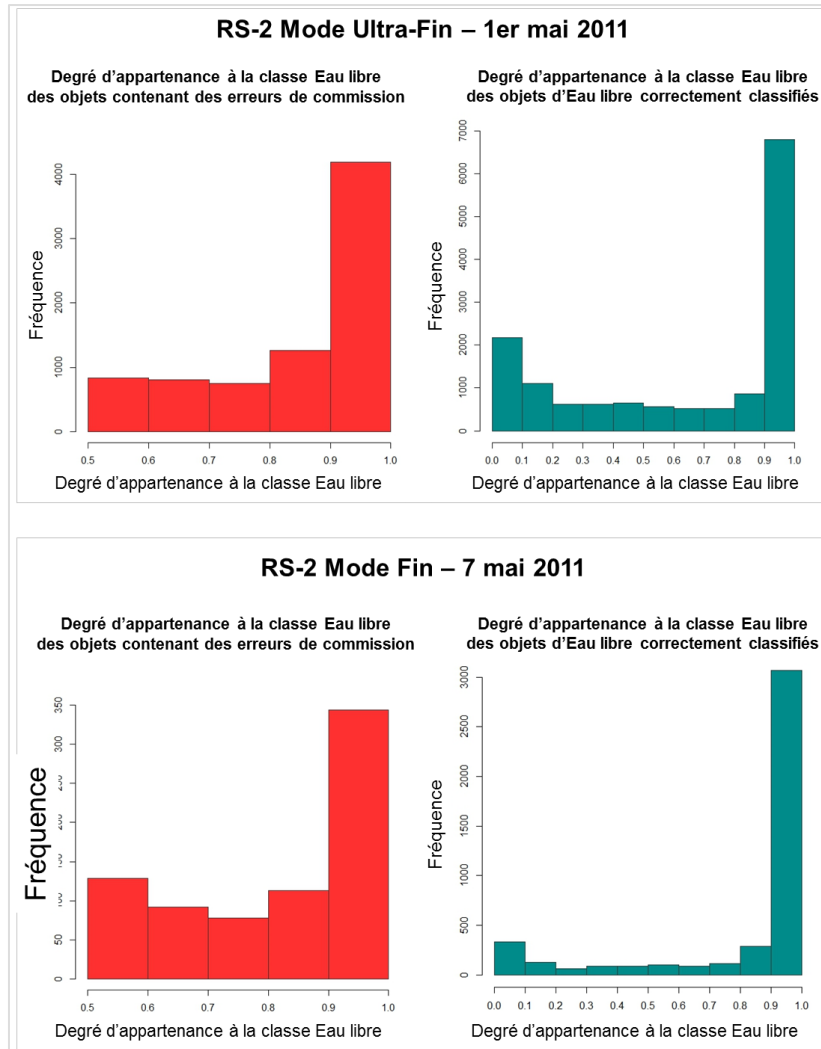 RS-2 Mode Ultra-Fin – 1er mai 2011
Degré d'appartenance à la classe Eau libre
des objets contenant des erreurs de commission
Fréquence
0
1000
2000
3000
4000
0.5 0.6 0.7 0.8 0.9 1.0
Degré d'appartenance à la classe Eau libre
Degré d'appartenance à la classe Eau libre
des objets d'Eau libre correctement classifiés
Fréquence
0
1000
2000
3000
4000
5000
6000
7000
0.0 0.1 0.2 0.3 0.4 0.5 0.6 0.7 0.8 0.9 1.0
Degré d'appartenance à la classe Eau libre
RS-2 Mode Fin – 7 mai 2011
Degré d'appartenance à la classe Eau libre
des objets contenant des erreurs de commission
Fréquence
0
50
300
350
0.5 0.6 0.7 0.8 0.9 1.0
Degré d'appartenance à la classe Eau libre
Degré d'appartenance à la classe Eau libre
des objets d'Eau libre correctement classifiés
Fréquence
0
500
1000
1500
2000
2500
3000
0.0 0.1 0.2 0.3 0.4 0.5 0.6 0.7 0.8 0.9 1.0
Degré d'appartenance à la classe Eau libre